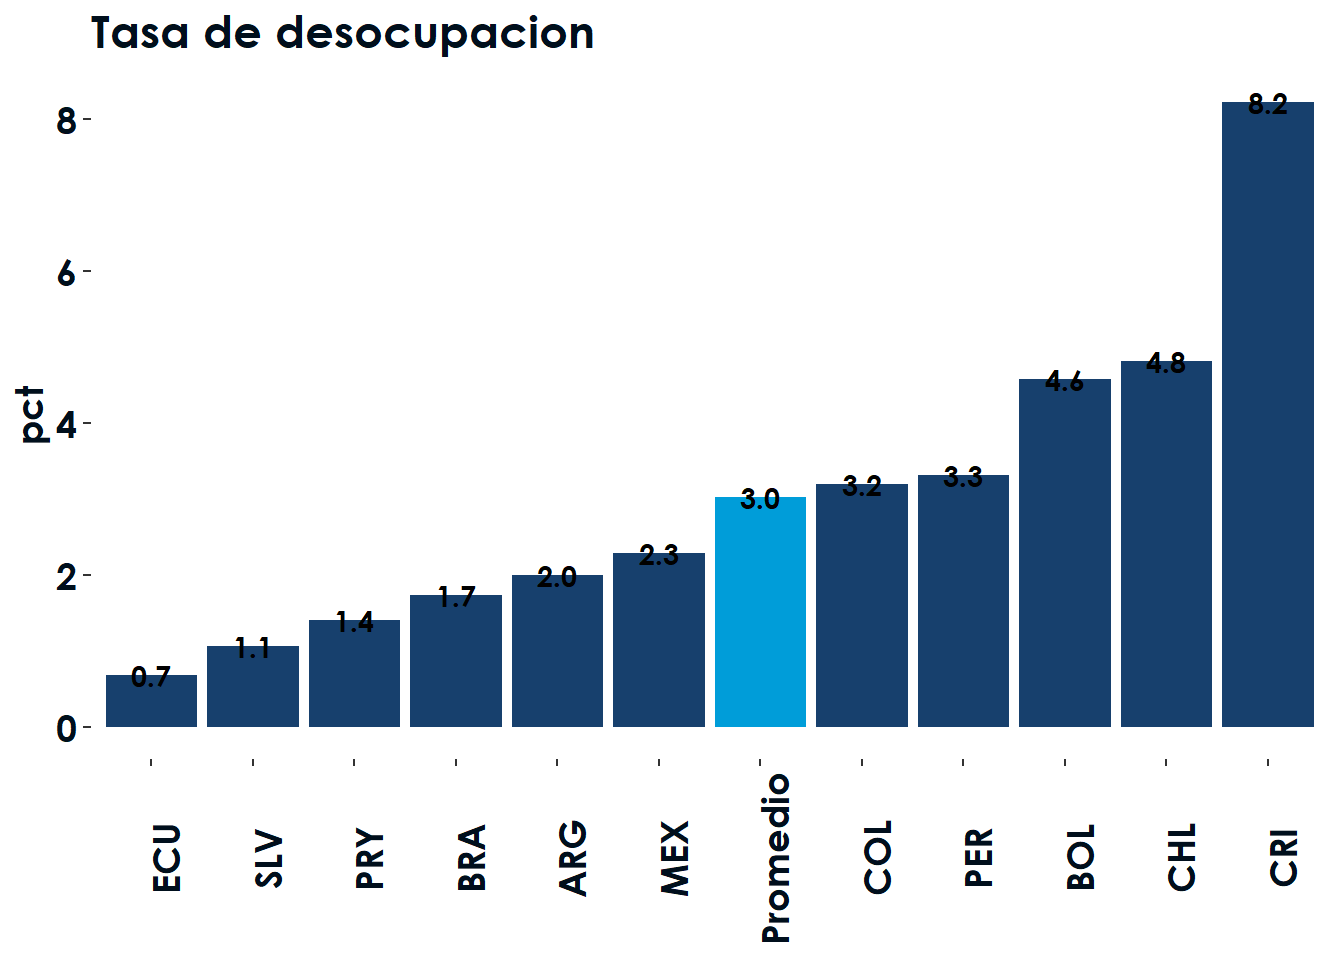 Tasa de desocupacion
pct
8
6
4
2
0
0.7
1.1
1.4
1.7
2.0
2.3
3.0
3.2
3.3
4.6
4.8
8.2
ECU
SLV
PRY
BRA
ARG
MEX
Promedio
COL
PER
BOL
CHL
CRI